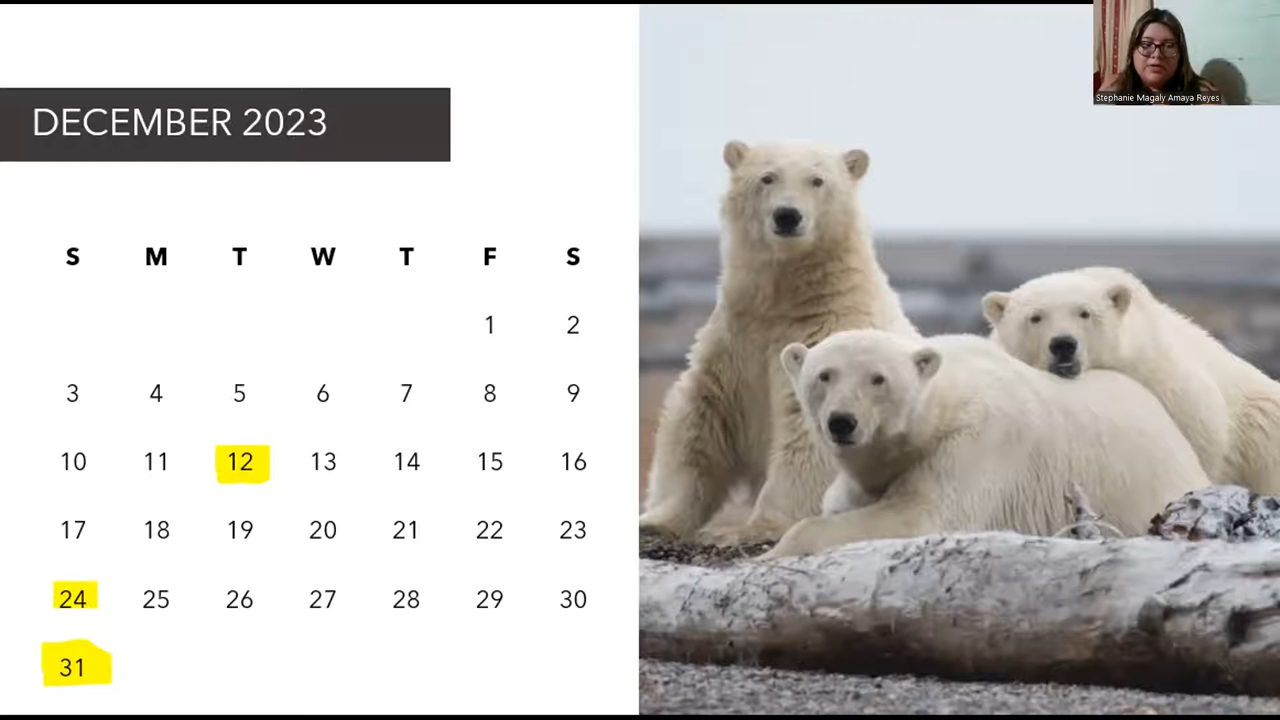 DECEMBER 2023
S M T W T F S
1 2
3 4 5 6 7 8 9
10 11 12 13 14 15 16
17 18 19 20 21 22 23
24 25 26 27 28 29 30
31
Stephanie Magaly Amaya Reyes